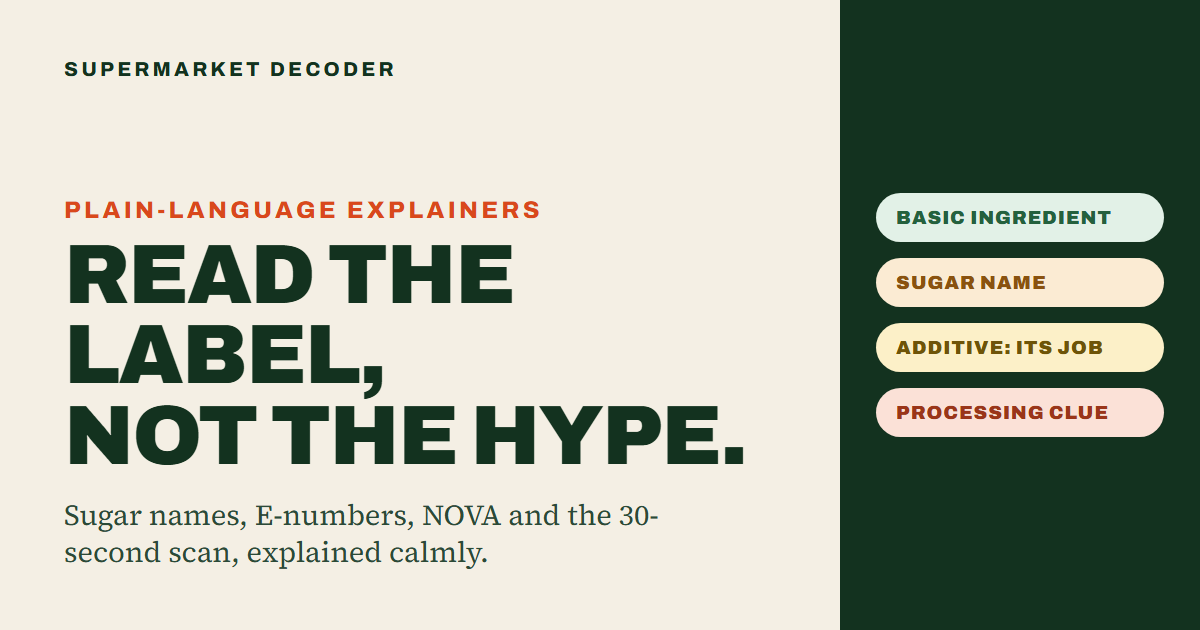 SUPERMARKET DECODER
PLAIN-LANGUAGE EXPLAINERS
READ THE
LABEL,
NOT THE HYPE.
Sugar names, E-numbers, NOVA and the 30-
second scan, explained calmly.
BASIC INGREDIENT
SUGAR NAME
ADDITIVE: ITS JOB
PROCESSING CLUE